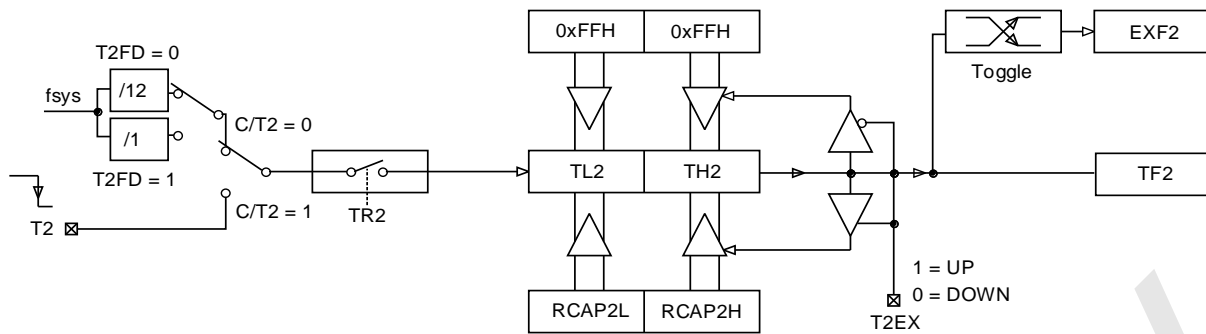 0xFFH 0xFFH
EXF2
T2FD = 0
Toggle
/12
fsys
C/T2 = 0
/1
T2FD = 1
TL2 TH2
TF2
C/T2 = 1
TR2
T2
1 = UP
0 = DOWN
RCAP2L RCAP2H
T2EX